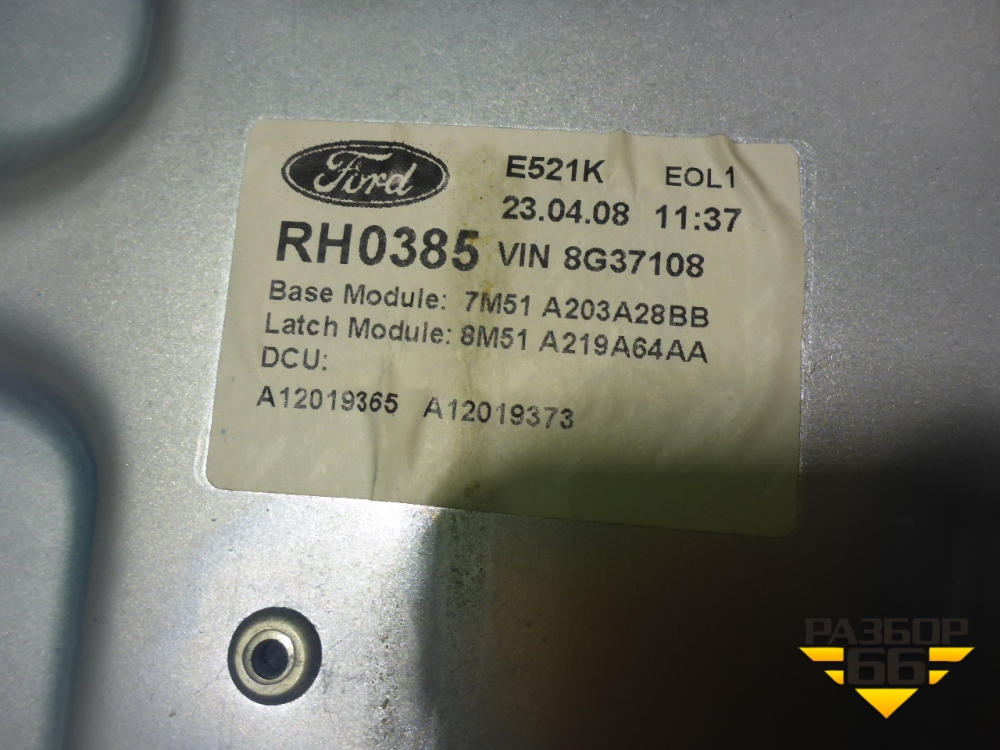 Ford
E521K EOL1
23.04.08 11:37
RH0385 VIN 8G37108
Base Module: 7M51 A203A28BB
Latch Module: 8M51 A219A64AA
DCU:
A12019365 A12019373
РАЗБОР
66